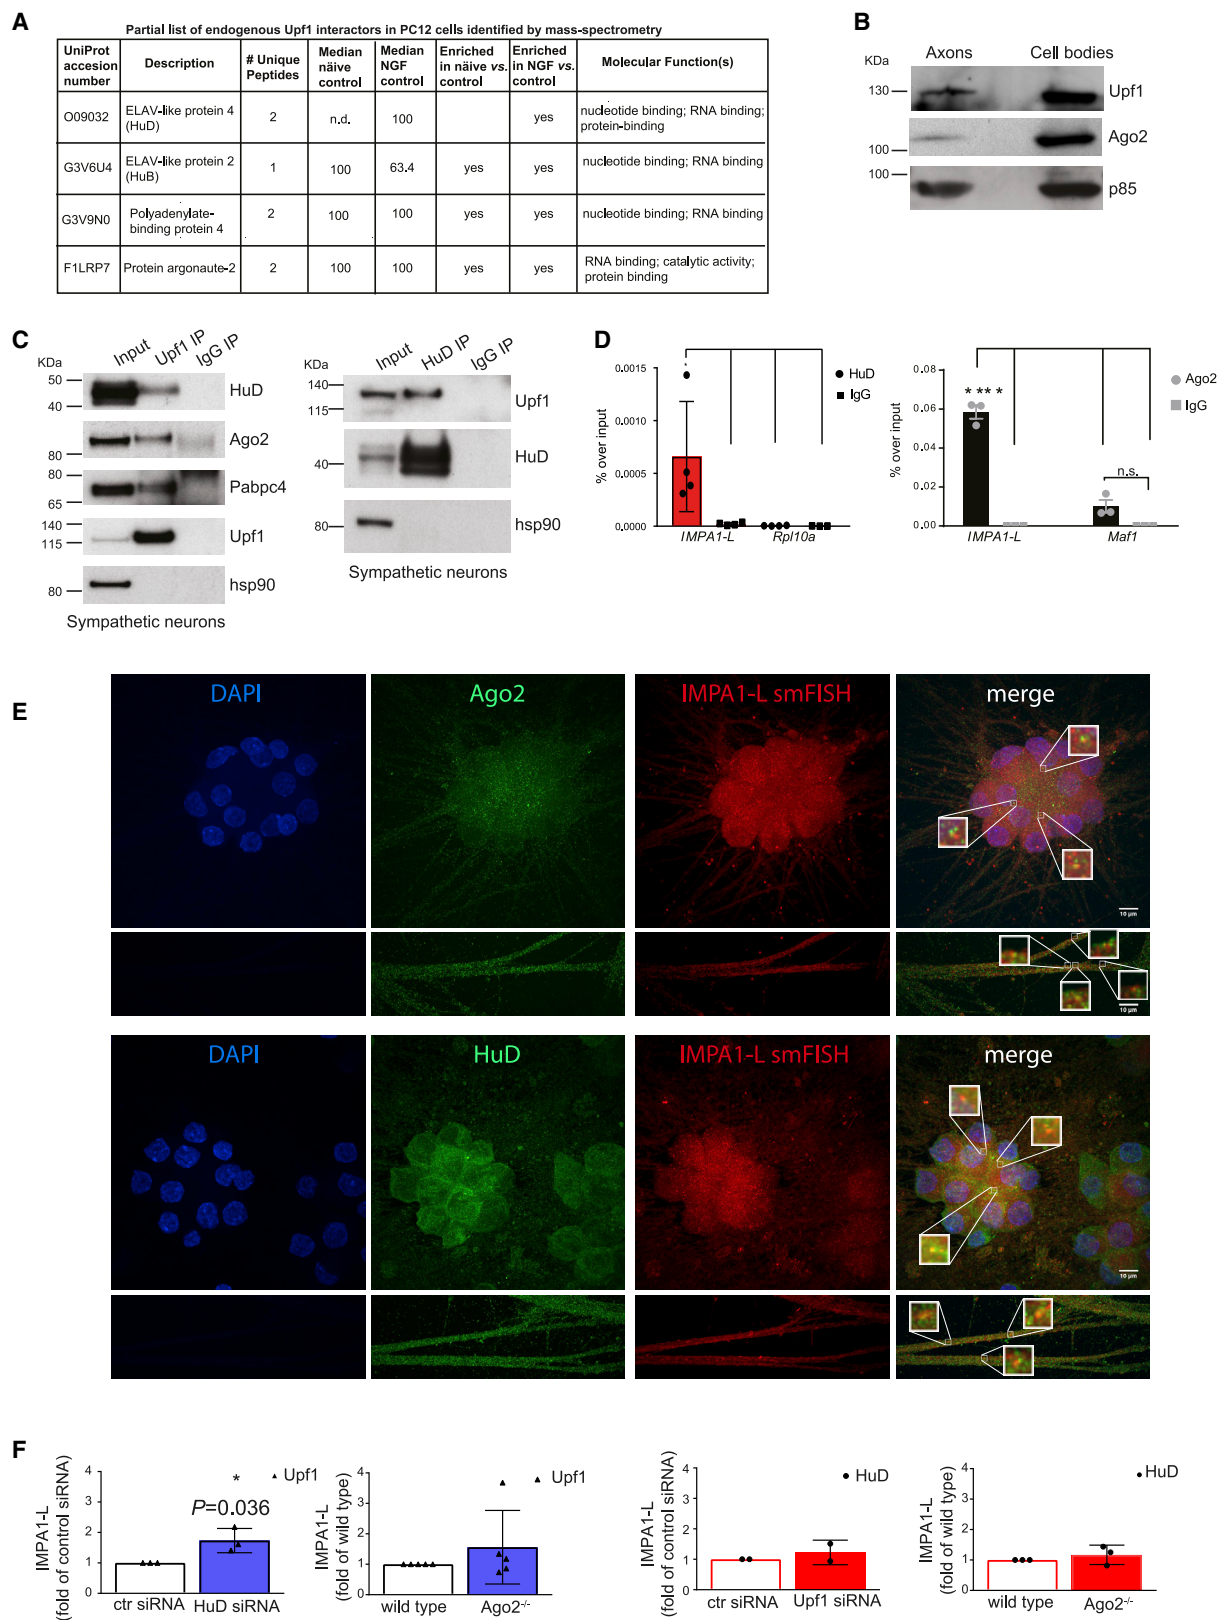 A
Partial list of endogenous Upf1 interactors in PC12 cells identified by mass-spectrometry
UniProt accesion number | Description | # Unique Peptides | Median näive control | Median NGF control | Enriched in näive vs. control | Enriched in NGF vs. control | Molecular Function(s)
O09032 | ELAV-like protein 4 (HuD) | 2 | n.d. | 100 | | yes | nucleotide binding; RNA binding; protein-binding
G3V6U4 | ELAV-like protein 2 (HuB) | 1 | 100 | 63.4 | yes | yes | nucleotide binding; RNA binding
G3V9N0 | Polyadenylate-binding protein 4 | 2 | 100 | 100 | yes | yes | nucleotide binding; RNA binding
F1LRP7 | Protein argonaute-2 | 2 | 100 | 100 | yes | yes | RNA binding; catalytic activity; protein binding
B
KDa Axons Cell bodies
130 Upf1
100 Ago2
100 p85
C
KDa Input Upf1 IP IgG IP
50 HuD
40
Ago2
80
80 Pabpc4
65
140 Upf1
115
80 hsp90
Sympathetic neurons
KDa Input HuD IP IgG IP
140 Upf1
115
HuD
40
80 hsp90
Sympathetic neurons
D
% over input
0.0015
0.0010
0.0005
0.0000
*
HuD
IgG
IMPA1-L Rpl10a
% over input
0.08
0.06
0.04
0.02
0.00
* ** *
n.s.
Ago2
IgG
IMPA1-L Maf1
E
DAPI Ago2 IMPA1-L smFISH merge
10 µm
10 µm
DAPI HuD IMPA1-L smFISH merge
10 µm
F
IMPA1-L
(fold of control siRNA)
4
3
2
1
0
*
P=0.036
Upf1
ctr siRNA HuD siRNA
IMPA1-L
(fold of wild type)
4
3
2
1
0
Upf1
wild type Ago2-/-
IMPA1-L
(fold of control siRNA)
4
3
2
1
0
HuD
ctr siRNA Upf1 siRNA
IMPA1-L
(fold of wild type)
4
3
2
1
0
HuD
wild type Ago2-/-